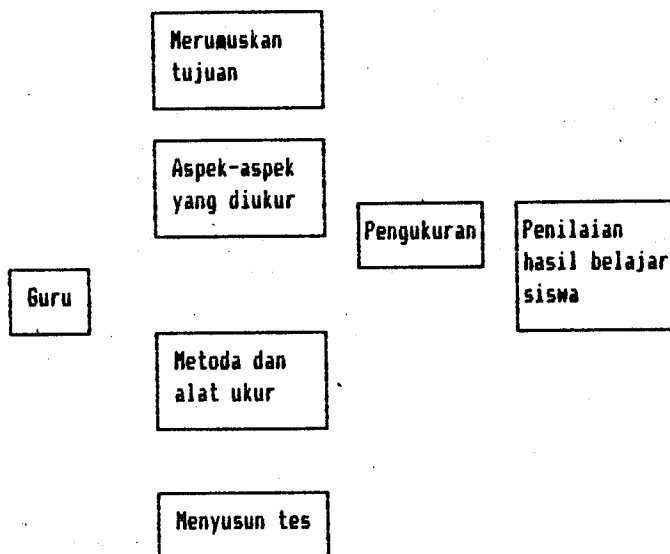 Merumuskan
tujuan
Aspek-aspek
yang diukur
Pengukuran
Penilaian
hasil belajar
siswa
Guru
Metoda dan
alat ukur
Menyusun tes